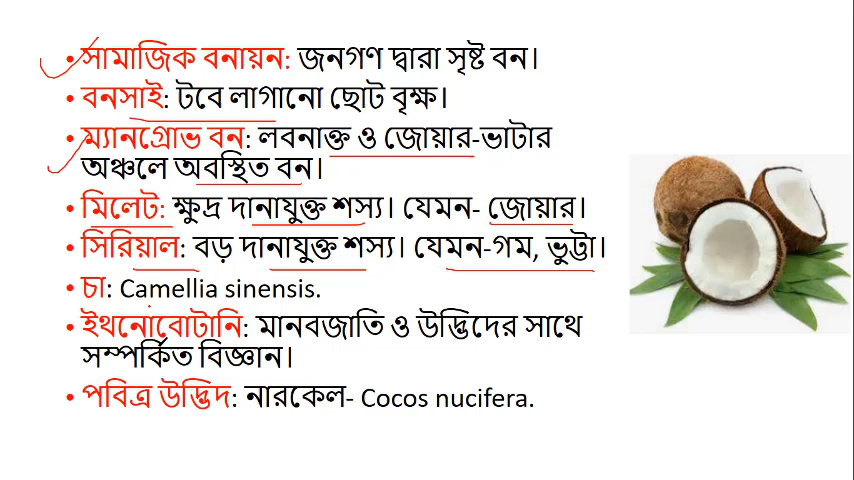 • সামাজিক বনায়ন: জনগণ দ্বারা সৃষ্ট বন।
• বনসাই: টবে লাগানো ছোট বৃক্ষ।
• ম্যানগ্রোভ বন: লবনাক্ত ও জোয়ার-ভাটার
অঞ্চলে অবস্থিত বন।
• মিলেট: ক্ষুদ্র দানাযুক্ত শস্য। যেমন- জোয়ার।
• সিরিয়াল: বড় দানাযুক্ত শস্য। যেমন-গম, ভুট্টা।
• চা: Camellia sinensis.
• ইথনোবোটানি: মানবজাতি ও উদ্ভিদের সাথে
সম্পর্কিত বিজ্ঞান।
• পবিত্র উদ্ভিদ: নারকেল- Cocos nucifera.